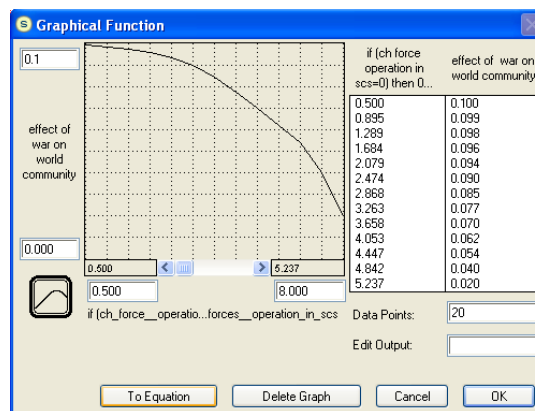 S Graphical Function
0.1
effect of
war on
world
community
0.000
0.500 5.237
0.500 8.000
if (ch_force__operatio...forces__operation_in_scs
if (ch force
operation in
scs=0) then 0...
effect of war on
world community
0.500 0.100
0.895 0.099
1.289 0.098
1.684 0.096
2.079 0.094
2.474 0.090
2.868 0.085
3.263 0.077
3.658 0.070
4.053 0.062
4.447 0.054
4.842 0.040
5.237 0.020
Data Points: 20
Edit Output:
To Equation Delete Graph Cancel OK